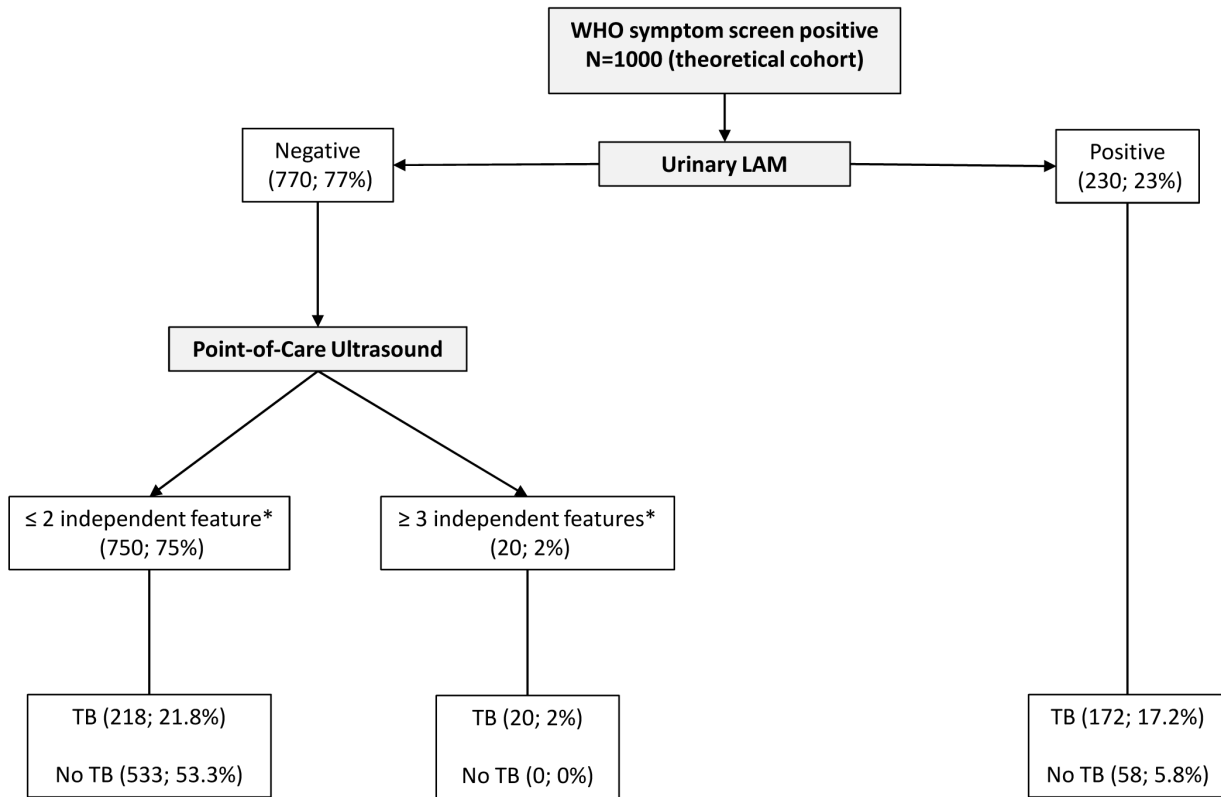 WHO symptom screen positive
N=1000 (theoretical cohort)
Negative
(770; 77%)
Urinary LAM
Positive
(230; 23%)
Point-of-Care Ultrasound
≤ 2 independent feature*
(750; 75%)
≥ 3 independent features*
(20; 2%)
TB (218; 21.8%)
No TB (533; 53.3%)
TB (20; 2%)
No TB (0; 0%)
TB (172; 17.2%)
No TB (58; 5.8%)